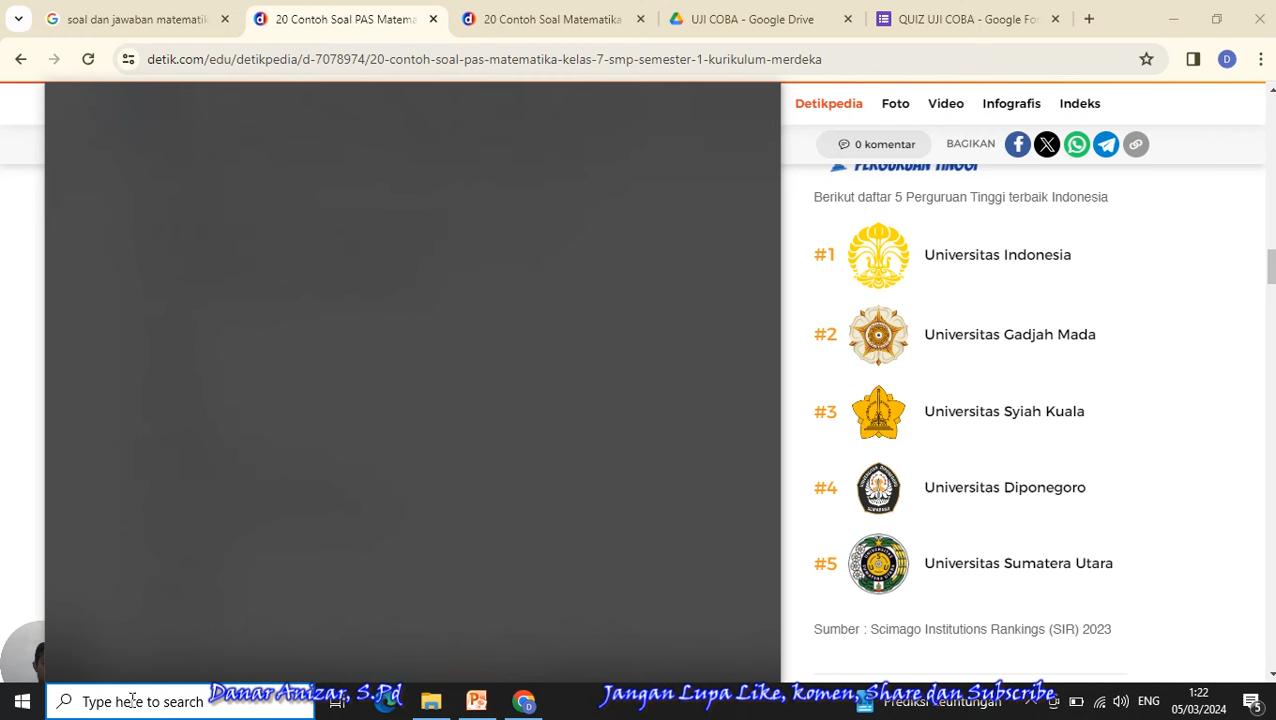 soal dan jawaban matematik
20 Contoh Soal PAS Matema
20 Contoh Soal Matematika
UJI COBA - Google Drive
QUIZ UJI COBA - Google For
detik.com/edu/detikpedia/d-7078974/20-contoh-soal-pas-matematika-kelas-7-smp-semester-1-kurikulum-merdeka
D
Detikpedia
Foto
Video
Infografis
Indeks
0 komentar
BAGIKAN
PERGURUAN TINGGI
Berikut daftar 5 Perguruan Tinggi terbaik Indonesia
#1 Universitas Indonesia
#2 Universitas Gadjah Mada
#3 Universitas Syiah Kuala
#4 Universitas Diponegoro
#5 Universitas Sumatera Utara
Sumber : Scimago Institutions Rankings (SIR) 2023
Type here to search
Danar Anizar, S.Pd
Jangan Lupa Like, komen, Share dan Subscribe
Prediksi keuntungan
ENG
1:22
05/03/2024
5